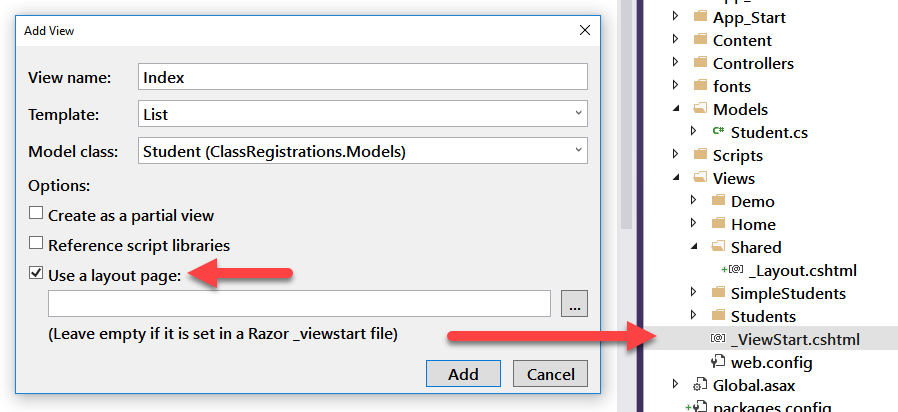 Add View
View name: Index
Template: List
Model class: Student (ClassRegistrations.Models)
Options:
Create as a partial view
Reference script libraries
Use a layout page:
...
(Leave empty if it is set in a Razor _viewstart file)
Add Cancel
App_Start
Content
Controllers
fonts
Models
C# Student.cs
Scripts
Views
Demo
Home
Shared
+[@] _Layout.cshtml
SimpleStudents
Students
[@] _ViewStart.cshtml
web.config
Global.asax
+ packages.config